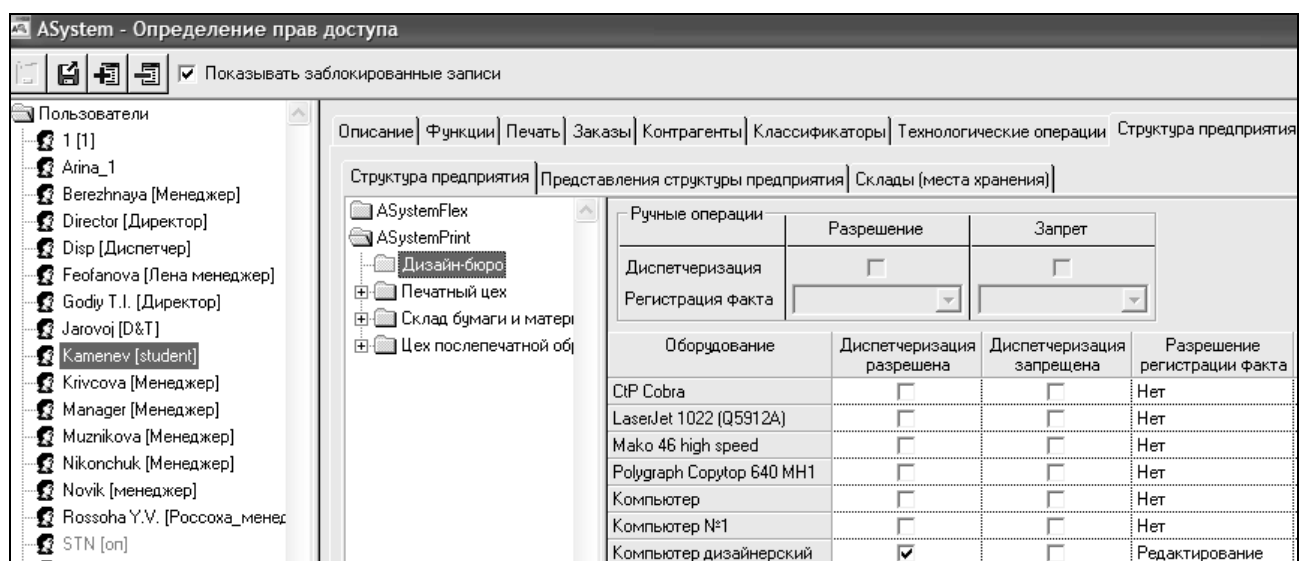 ASystem - Определение прав доступа
Показывать заблокированные записи
Пользователи
1 [1]
Arina_1
Berezhnaya [Менеджер]
Director [Директор]
Disp [Диспетчер]
Feofanova [Лена менеджер]
Godiy T.I. [Директор]
Jarovoj [D&T]
Kamenev [student]
Krivcova [Менеджер]
Manager [Менеджер]
Muznikova [Менеджер]
Nikonchuk [Менеджер]
Novik [менеджер]
Rossoha Y.V. [Россоха_менед
STN [оп]
Описание Функции Печать Заказы Контрагенты Классификаторы Технологические операции Структура предприятия
Структура предприятия Представления структуры предприятия Склады (места хранения)
ASystemFlex
ASystemPrint
Дизайн-бюро
Печатный цех
Склад бумаги и матери
Цех послепечатной обр
Ручные операции
Разрешение Запрет
Диспетчеризация
Регистрация факта
Оборудование Диспетчеризация разрешена Диспетчеризация запрещена Разрешение регистрации факта
CtP Cobra Нет
LaserJet 1022 (Q5912A) Нет
Mako 46 high speed Нет
Polygraph Copytop 640 MH1 Нет
Компьютер Нет
Компьютер №1 Нет
Компьютер дизайнерский Редактирование